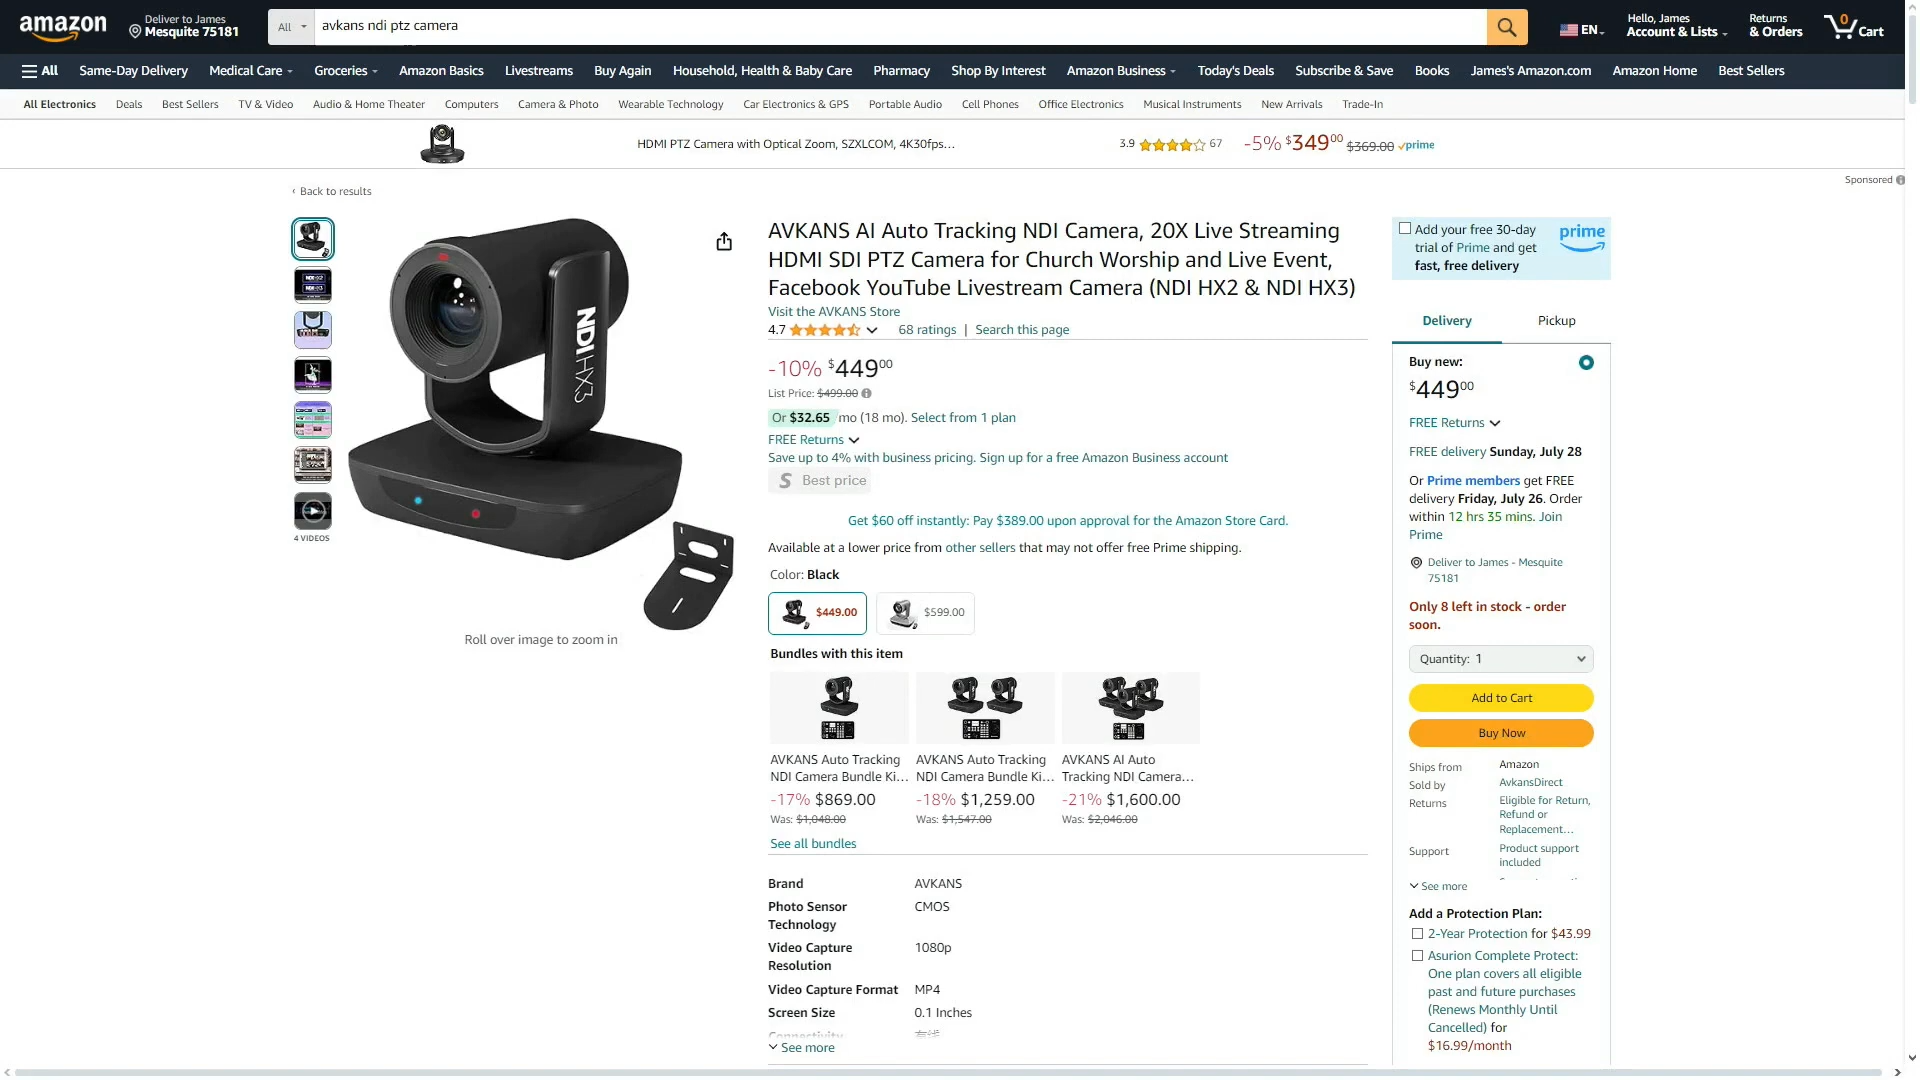 amazon
Deliver to James
Mesquite 75181
All
avkans ndi ptz camera
EN
Hello, James
Account & Lists
Returns
& Orders
0
Cart
All
Same-Day Delivery
Medical Care
Groceries
Amazon Basics
Livestreams
Buy Again
Household, Health & Baby Care
Pharmacy
Shop By Interest
Amazon Business
Today's Deals
Subscribe & Save
Books
James's Amazon.com
Amazon Home
Best Sellers
All Electronics
Deals
Best Sellers
TV & Video
Audio & Home Theater
Computers
Camera & Photo
Wearable Technology
Car Electronics & GPS
Portable Audio
Cell Phones
Office Electronics
Musical Instruments
New Arrivals
Trade-In
HDMI PTZ Camera with Optical Zoom, SZXLCOM, 4K30fps…
3.9
67
-5% $349.00 $369.00 prime
Sponsored
‹ Back to results
NDI HX3
4 VIDEOS
Roll over image to zoom in
AVKANS AI Auto Tracking NDI Camera, 20X Live Streaming
HDMI SDI PTZ Camera for Church Worship and Live Event,
Facebook YouTube Livestream Camera (NDI HX2 & NDI HX3)
Visit the AVKANS Store
4.7
68 ratings | Search this page
-10% $449.00
List Price: $499.00
Or $32.65 /mo (18 mo). Select from 1 plan
FREE Returns
Save up to 4% with business pricing. Sign up for a free Amazon Business account
S Best price
Get $60 off instantly: Pay $389.00 upon approval for the Amazon Store Card.
Available at a lower price from other sellers that may not offer free Prime shipping.
Color: Black
$449.00
$599.00
Bundles with this item
AVKANS Auto Tracking
NDI Camera Bundle Ki…
-17% $869.00
Was: $1,048.00
AVKANS Auto Tracking
NDI Camera Bundle Ki…
-18% $1,259.00
Was: $1,547.00
AVKANS AI Auto
Tracking NDI Camera…
-21% $1,600.00
Was: $2,046.00
See all bundles
Brand
AVKANS
Photo Sensor
Technology
CMOS
Video Capture
Resolution
1080p
Video Capture Format
MP4
Screen Size
0.1 Inches
See more
Add your free 30-day
trial of Prime and get
fast, free delivery
prime
Delivery
Pickup
Buy new:
$449.00
FREE Returns
FREE delivery Sunday, July 28
Or Prime members get FREE
delivery Friday, July 26. Order
within 12 hrs 35 mins. Join
Prime
Deliver to James - Mesquite
75181
Only 8 left in stock - order
soon.
Quantity: 1
Add to Cart
Buy Now
Ships from
Amazon
Sold by
AvkansDirect
Returns
Eligible for Return,
Refund or
Replacement…
Support
Product support
included
See more
Add a Protection Plan:
2-Year Protection for $43.99
Asurion Complete Protect:
One plan covers all eligible
past and future purchases
(Renews Monthly Until
Cancelled) for
$16.99/month